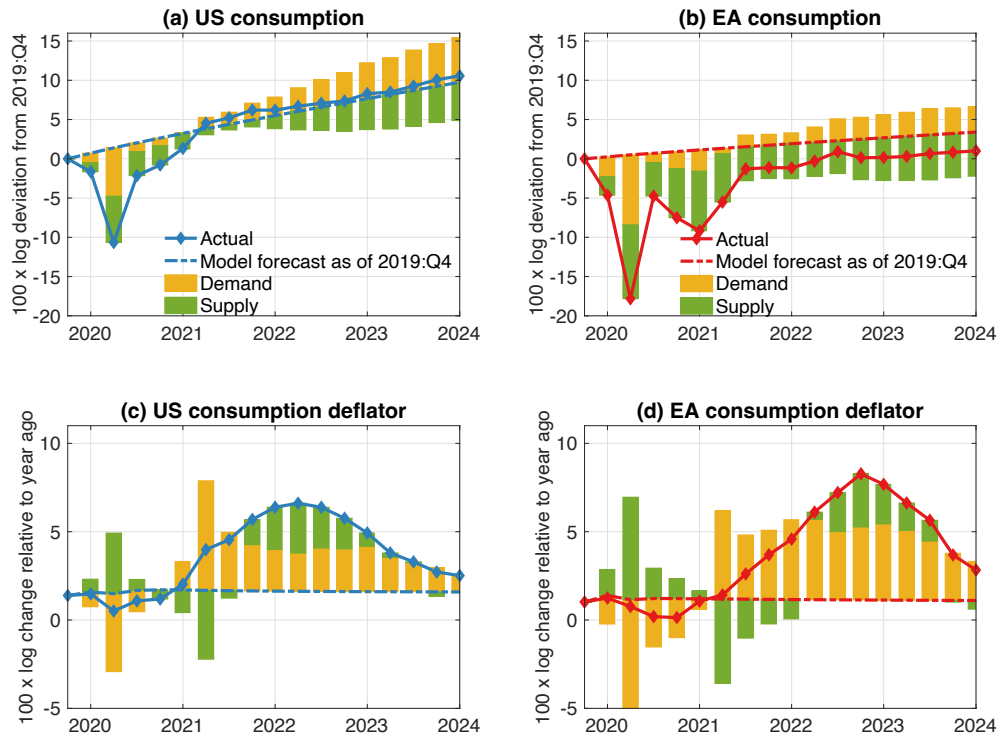 (a) US consumption
100 x log deviation from 2019:Q4
15
10
5
0
-5
-10
-15
-20
Actual
Model forecast as of 2019:Q4
Demand
Supply
2020 2021 2022 2023 2024
(b) EA consumption
100 x log deviation from 2019:Q4
15
10
5
0
-5
-10
-15
-20
Actual
Model forecast as of 2019:Q4
Demand
Supply
2020 2021 2022 2023 2024
(c) US consumption deflator
100 x log change relative to year ago
10
5
0
-5
2020 2021 2022 2023 2024
(d) EA consumption deflator
100 x log change relative to year ago
10
5
0
-5
2020 2021 2022 2023 2024